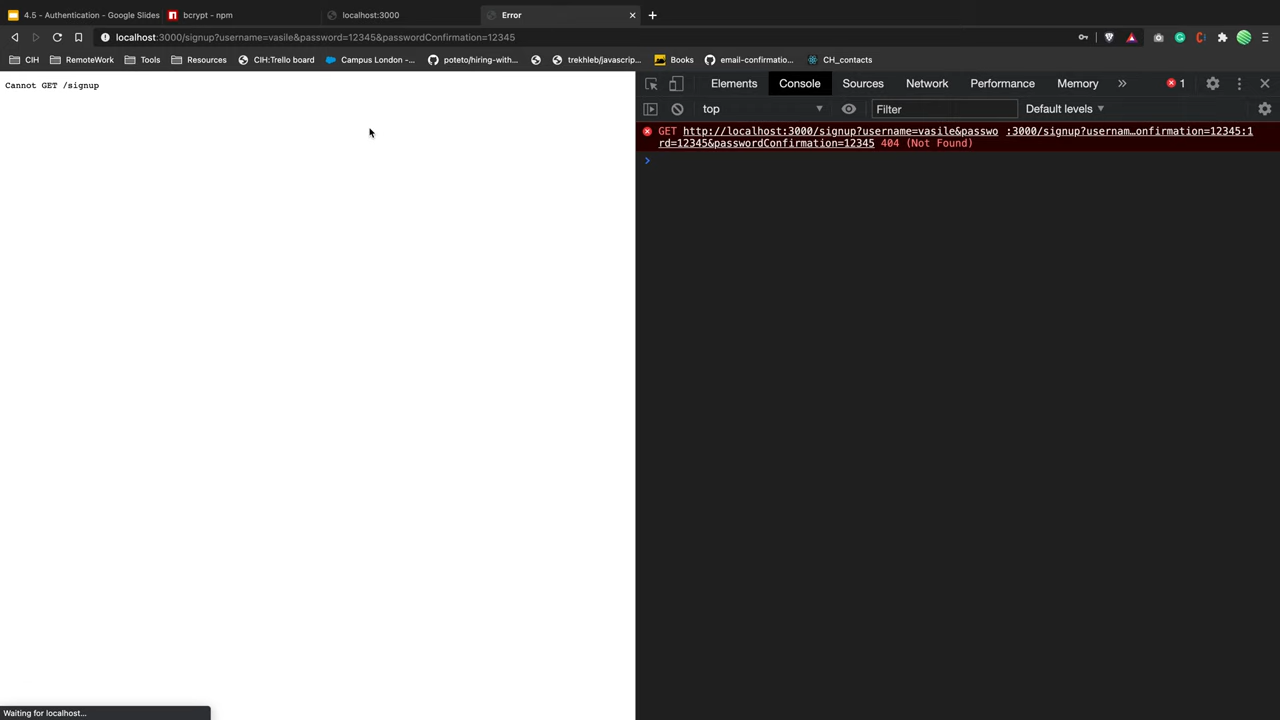 4.5 - Authentication - Google Slides
bcrypt - npm
localhost:3000
Error
localhost:3000/signup?username=vasile&password=12345&passwordConfirmation=12345
CIH
RemoteWork
Tools
Resources
CIH:Trello board
Campus London -...
poteto/hiring-with...
trekhleb/javascrip...
Books
email-confirmatio...
CH_contacts
Cannot GET /signup
Elements
Console
Sources
Network
Performance
Memory
1
top
Filter
Default levels
GET http://localhost:3000/signup?username=vasile&passwo :3000/signup?usernam…onfirmation=12345:1
rd=12345&passwordConfirmation=12345 404 (Not Found)
Waiting for localhost...